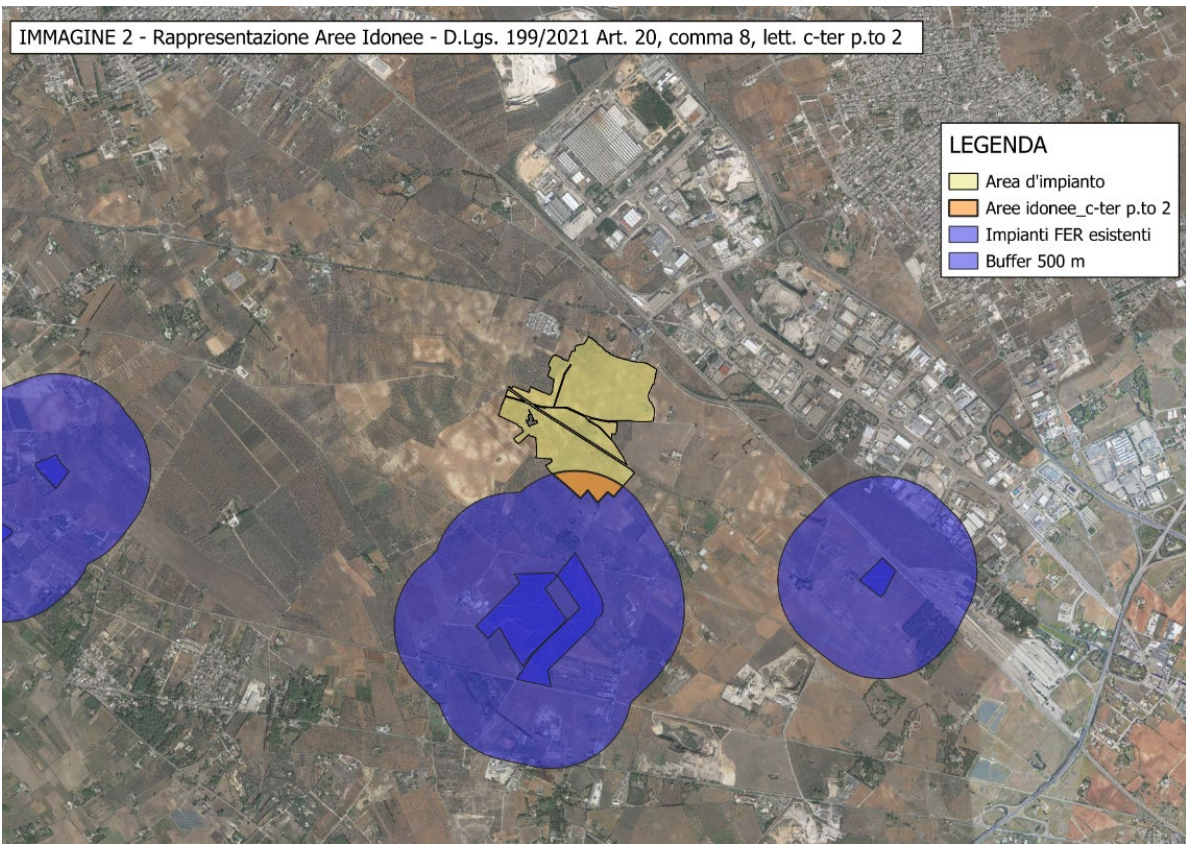 IMMAGINE 2 - Rappresentazione Aree Idonee - D.Lgs. 199/2021 Art. 20, comma 8, lett. c-ter p.to 2
LEGENDA
Area d'impianto
Aree idonee_c-ter p.to 2
Impianti FER esistenti
Buffer 500 m